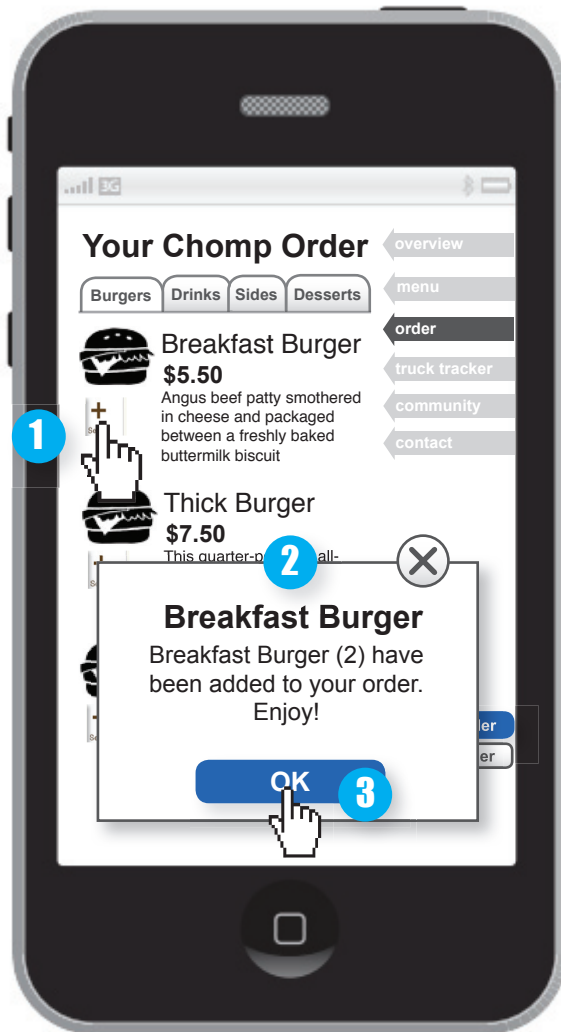 3G
Your Chomp Order
overview
Burgers Drinks Sides Desserts
menu
order
Breakfast Burger
$5.50
truck tracker
Angus beef patty smothered
in cheese and packaged
between a freshly baked
buttermilk biscuit
community
contact
1
Thick Burger
$7.50
2
This
Breakfast Burger
Breakfast Burger (2) have
been added to your order.
Enjoy!
OK
3